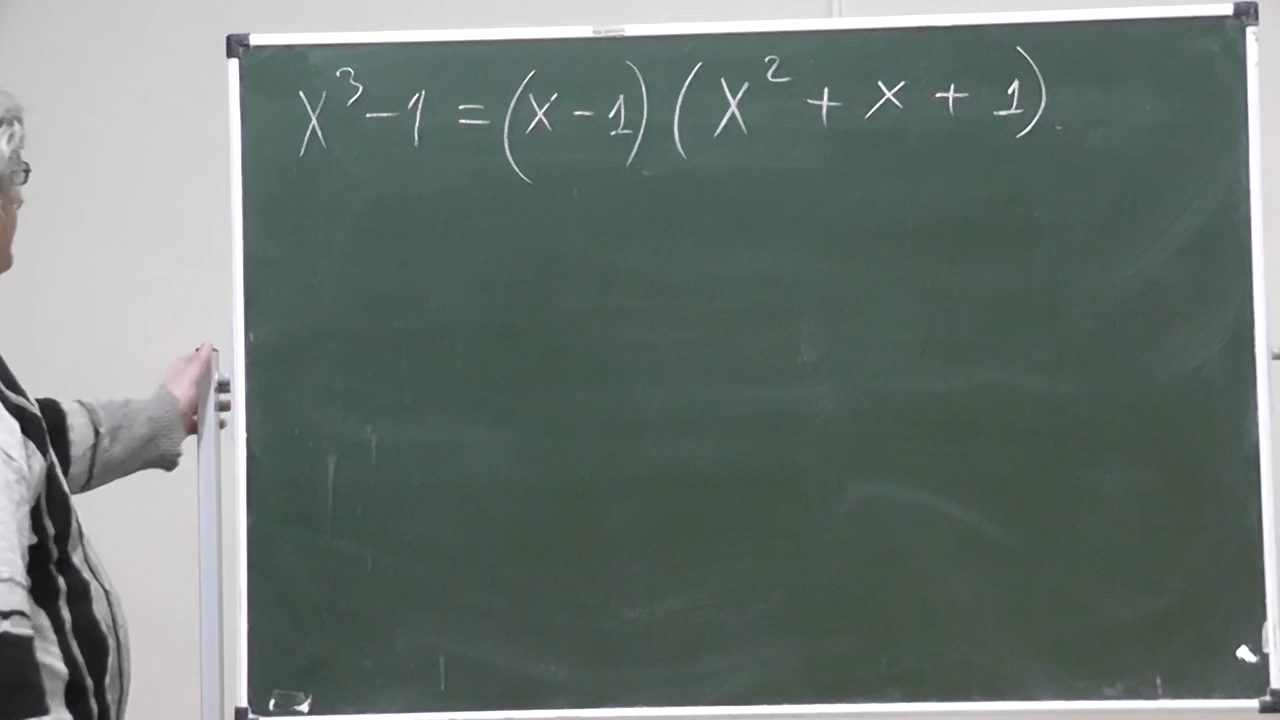 x³ - 1 = (x - 1) (x² + x + 1).